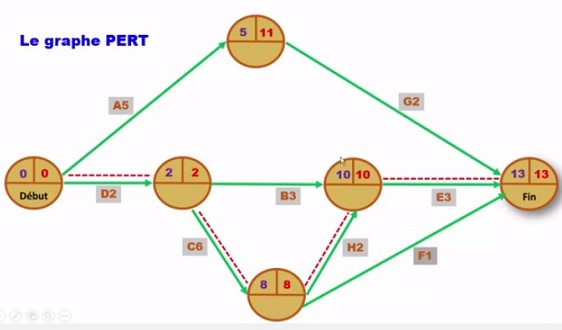 Le graphe PERT
5 11
A5
G2
0 0
Début
D2
2 2
B3
10 10
E3
13 13
Fin
C6
H2
F1
8 8